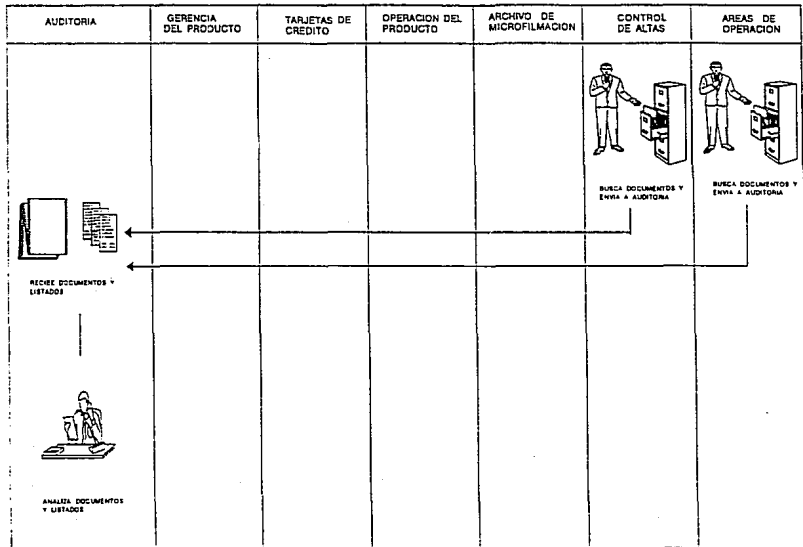 AUDITORIA
GERENCIA
DEL PRODUCTO
TARJETAS DE
CREDITO
OPERACION DEL
PRODUCTO
ARCHIVO DE
MICROFILMACION
CONTROL
DE ALTAS
AREAS DE
OPERACION
BUSCA DOCUMENTOS Y
ENVIA A AUDITORIA
BUSCA DOCUMENTOS Y
ENVIA A AUDITORIA
RECIBE DOCUMENTOS Y
LISTADOS
ANALIZA DOCUMENTOS
Y LISTADOS